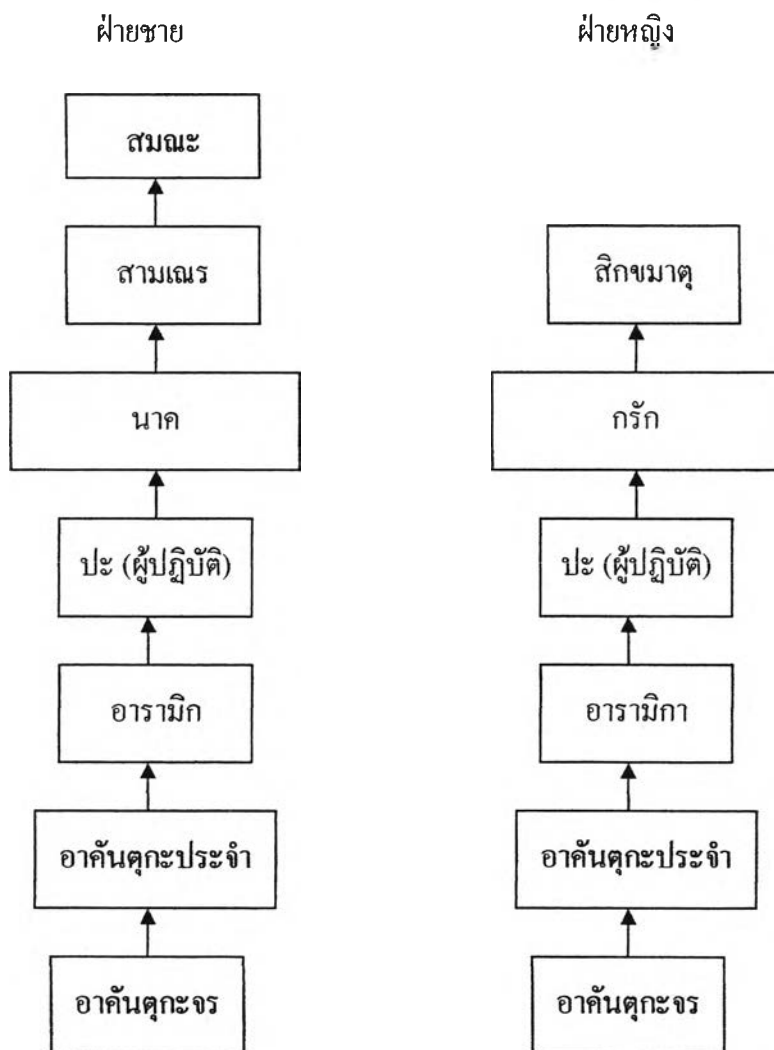 ฝ่ายชาย
สมณะ
สามเณร
นาค
ปะ (ผู้ปฏิบัติ)
อารามิก
อาคันตุกะประจำ
อาคันตุกะจร
ฝ่ายหญิง
สิกขมาตุ
กรัก
ปะ (ผู้ปฏิบัติ)
อารามิกา
อาคันตุกะประจำ
อาคันตุกะจร